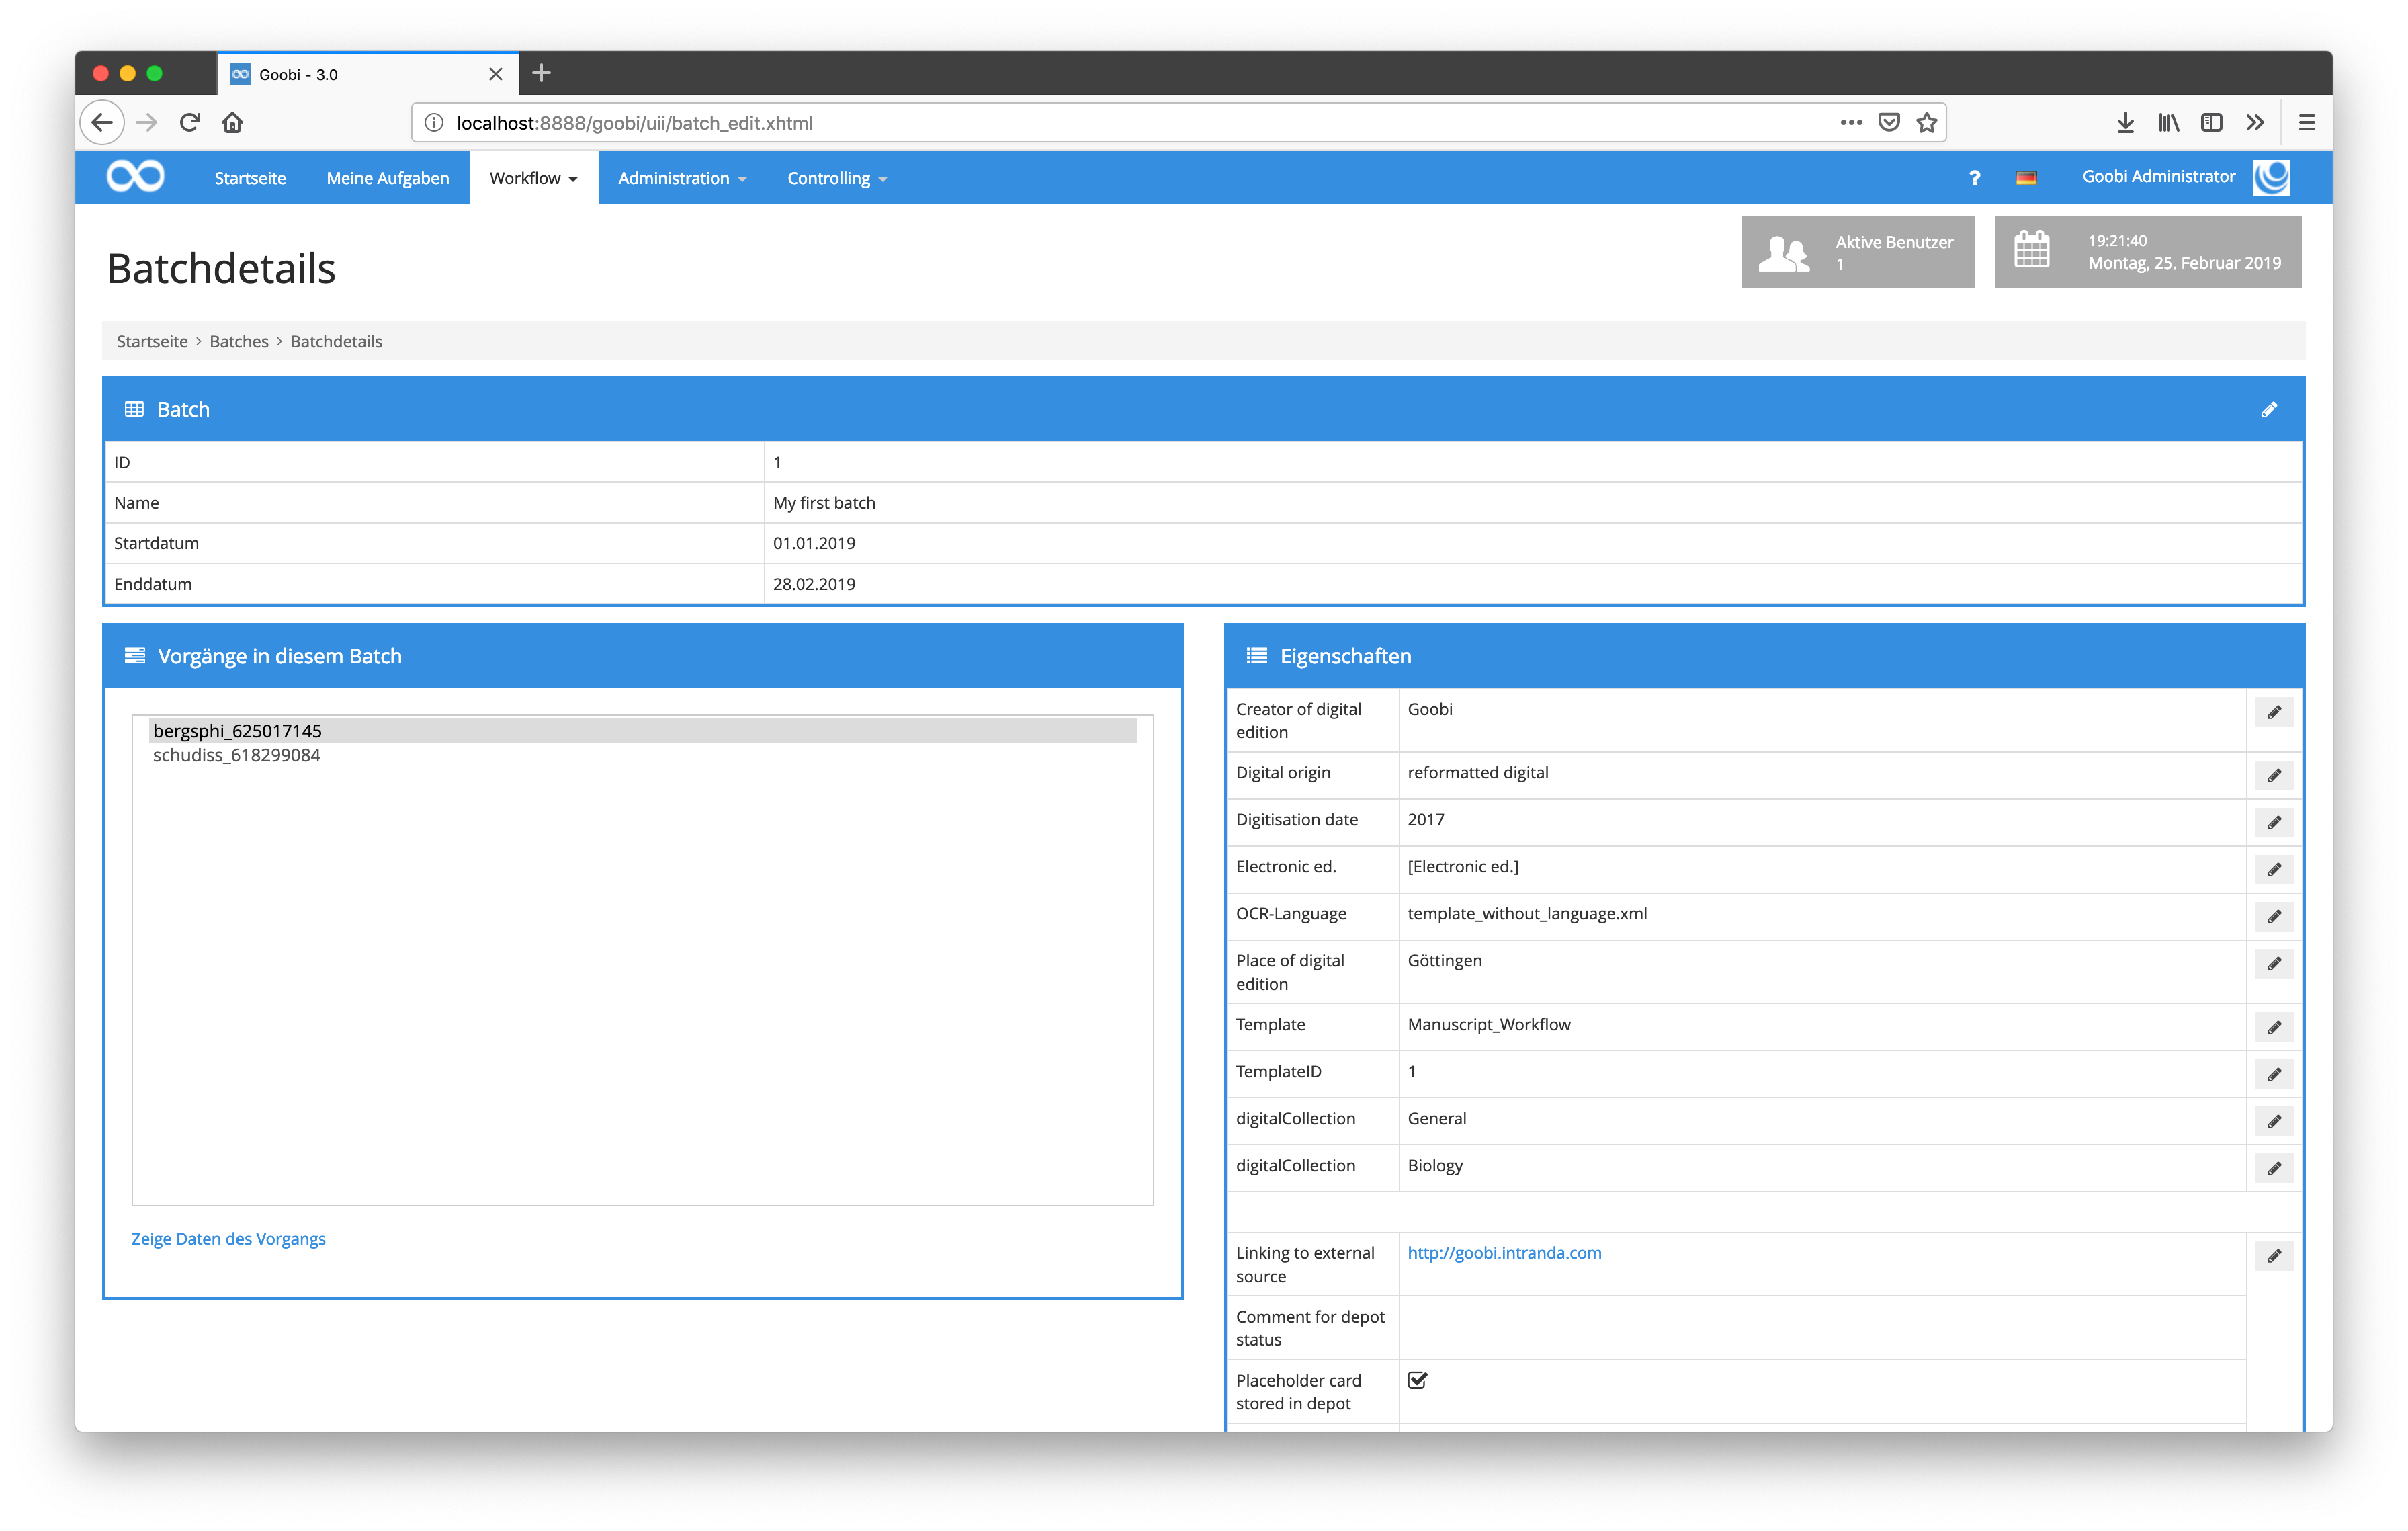 Goobi - 3.0
localhost:8888/goobi/uii/batch_edit.xhtml
Startseite Meine Aufgaben Workflow Administration Controlling ? Goobi Administrator
Batchdetails
Aktive Benutzer
1
19:21:40
Montag, 25. Februar 2019
Startseite > Batches > Batchdetails
Batch
ID 1
Name My first batch
Startdatum 01.01.2019
Enddatum 28.02.2019
Vorgänge in diesem Batch
bergsphi_625017145
schudiss_618299084
Zeige Daten des Vorgangs
Eigenschaften
Creator of digital Goobi
edition
Digital origin reformatted digital
Digitisation date 2017
Electronic ed. [Electronic ed.]
OCR-Language template_without_language.xml
Place of digital Göttingen
edition
Template Manuscript_Workflow
TemplateID 1
digitalCollection General
digitalCollection Biology
Linking to external http://goobi.intranda.com
source
Comment for depot
status
Placeholder card
stored in depot